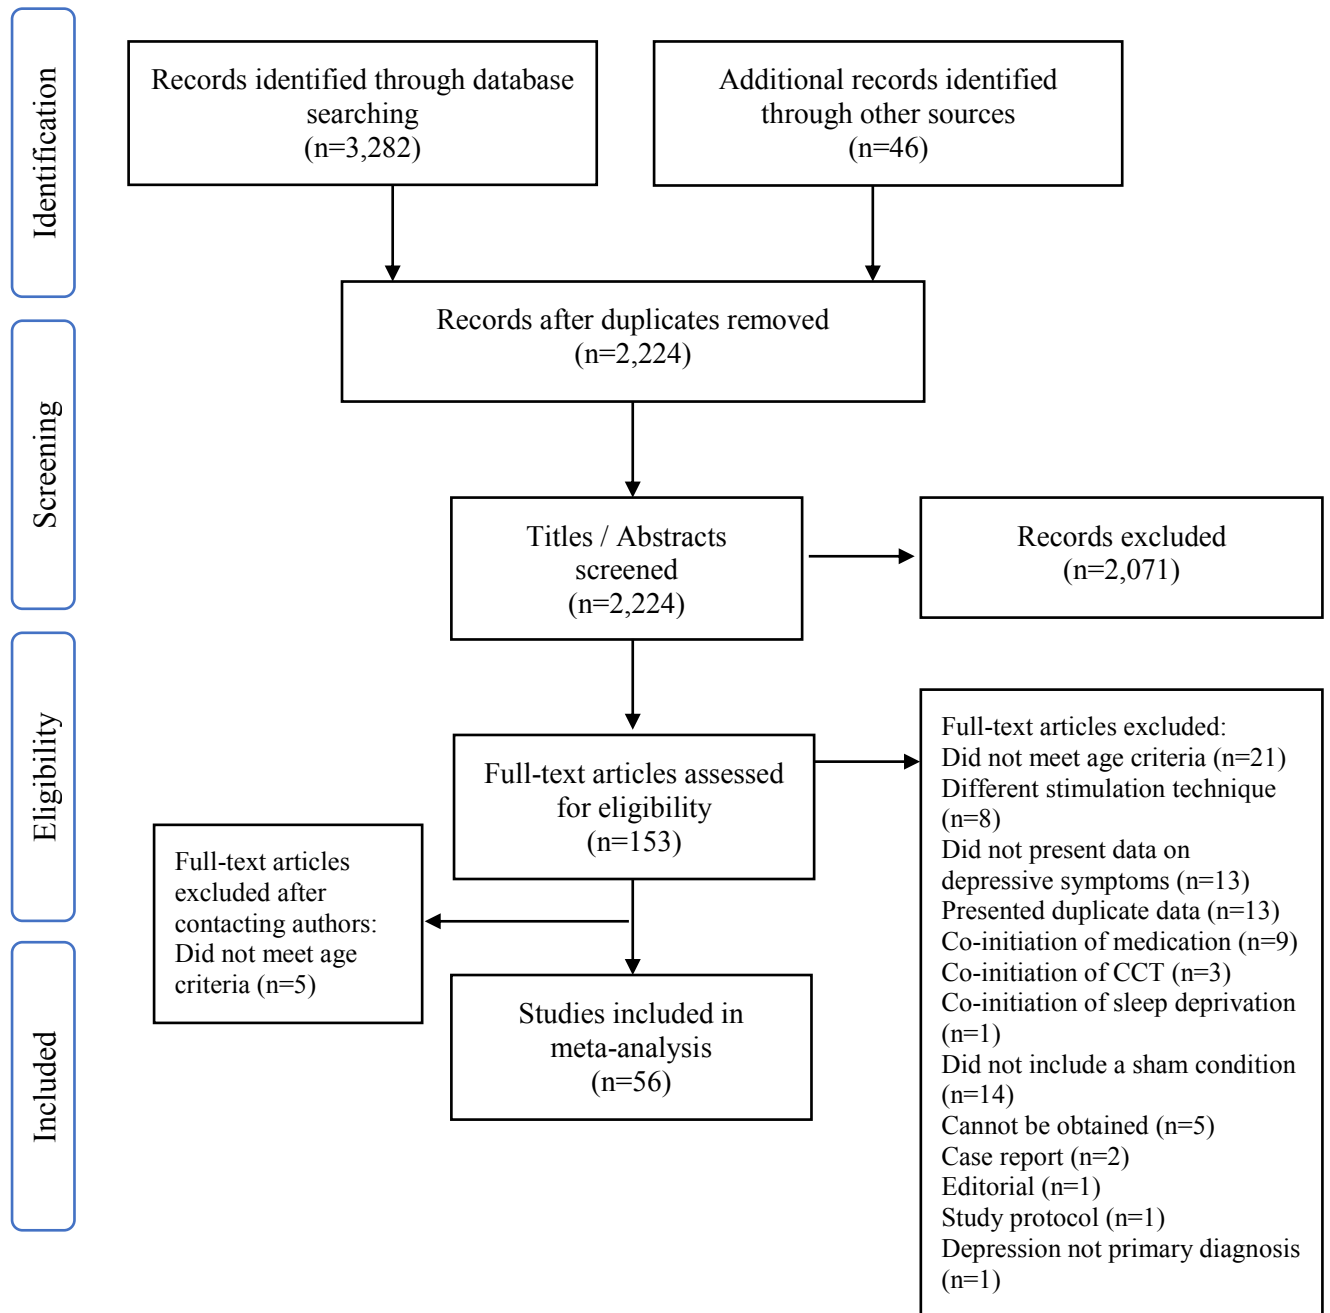 Identification
Records identified through database
searching
(n=3,282)
Additional records identified
through other sources
(n=46)
Records after duplicates removed
(n=2,224)
Screening
Titles / Abstracts
screened
(n=2,224)
Records excluded
(n=2,071)
Eligibility
Full-text articles assessed
for eligibility
(n=153)
Full-text articles excluded:
Did not meet age criteria (n=21)
Different stimulation technique
(n=8)
Did not present data on
depressive symptoms (n=13)
Presented duplicate data (n=13)
Co-initiation of medication (n=9)
Co-initiation of CCT (n=3)
Co-initiation of sleep deprivation
(n=1)
Did not include a sham condition
(n=14)
Cannot be obtained (n=5)
Case report (n=2)
Editorial (n=1)
Study protocol (n=1)
Depression not primary diagnosis
(n=1)
Full-text articles
excluded after
contacting authors:
Did not meet age
criteria (n=5)
Included
Studies included in
meta-analysis
(n=56)